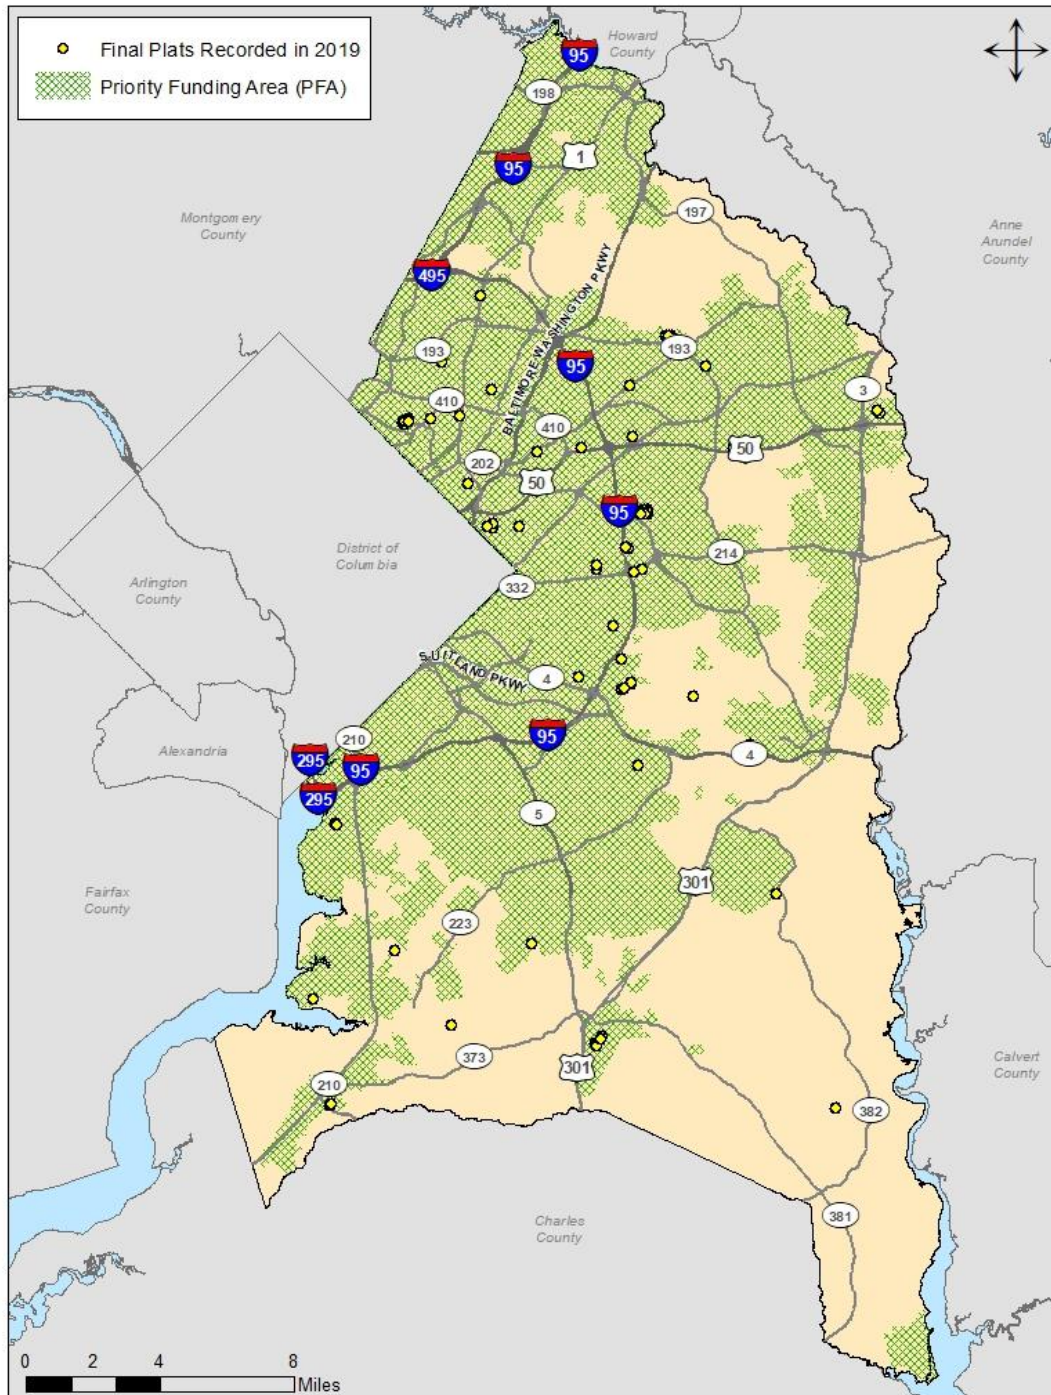 Final Plats Recorded in 2019
Priority Funding Area (PFA)
Howard
County
95
198
1
95
197
Montgomery
County
Anne
Arundel
County
495
BALTIMORE WASHINGTON PKWY
193
193
95
3
410
410
50
202
50
95
District of
Columbia
214
Arlington
County
332
SUITLAND PKWY
4
210
95
Alexandria
295
95
4
295
5
301
Fairfax
County
223
373
301
Calvert
County
210
382
381
Charles
County
0
2
4
8
Miles